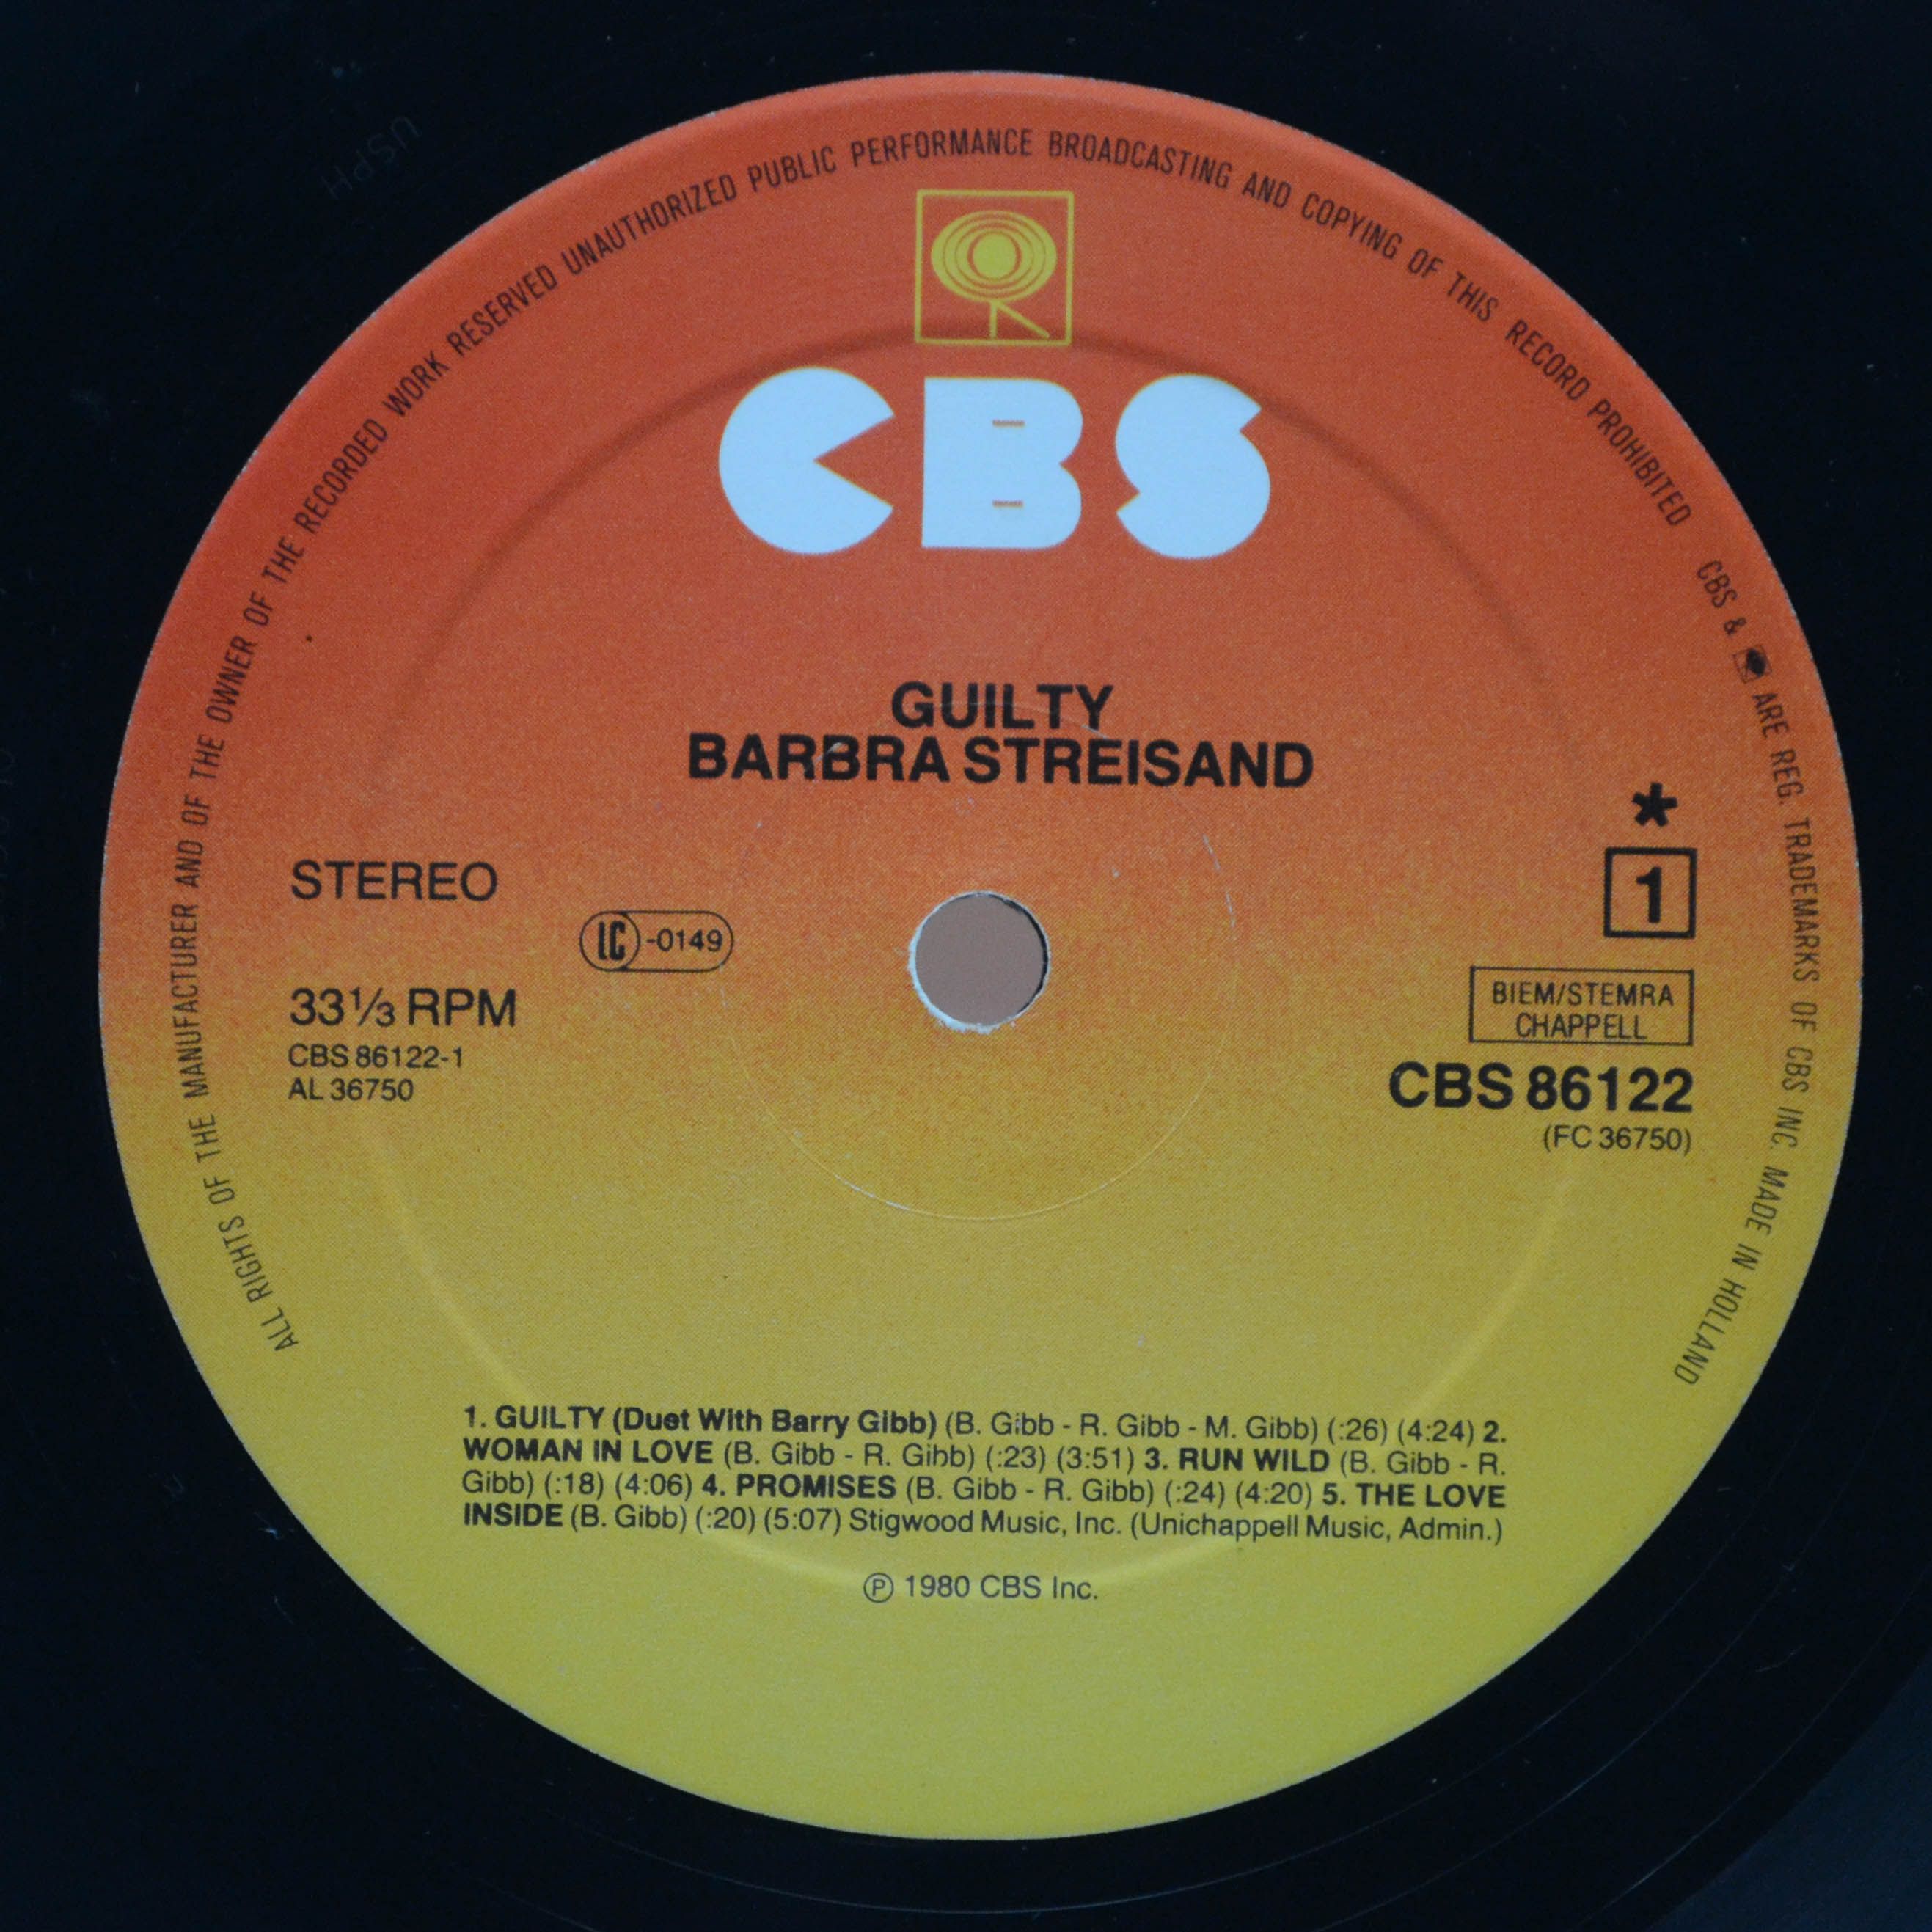 ALL RIGHTS OF THE MANUFACTURER AND OF THE OWNER OF THE RECORDED WORK RESERVED UNAUTHORIZED PUBLIC PERFORMANCE BROADCASTING AND COPYING OF THIS RECORD PROHIBITED CBS & ARE REG. TRADEMARKS OF CBS INC. MADE IN HOLLAND
CBS
GUILTY
BARBRA STREISAND
STEREO
LC-0149
33⅓ RPM
CBS 86122-1
AL 36750
*
1
BIEM/STEMRA
CHAPPELL
CBS 86122
(FC 36750)
1. GUILTY (Duet With Barry Gibb) (B. Gibb - R. Gibb - M. Gibb) (:26) (4:24) 2.
WOMAN IN LOVE (B. Gibb - R. Gibb) (:23) (3:51) 3. RUN WILD (B. Gibb - R.
Gibb) (:18) (4:06) 4. PROMISES (B. Gibb - R. Gibb) (:24) (4:20) 5. THE LOVE
INSIDE (B. Gibb) (:20) (5:07) Stigwood Music, Inc. (Unichappell Music, Admin.)
℗ 1980 CBS Inc.